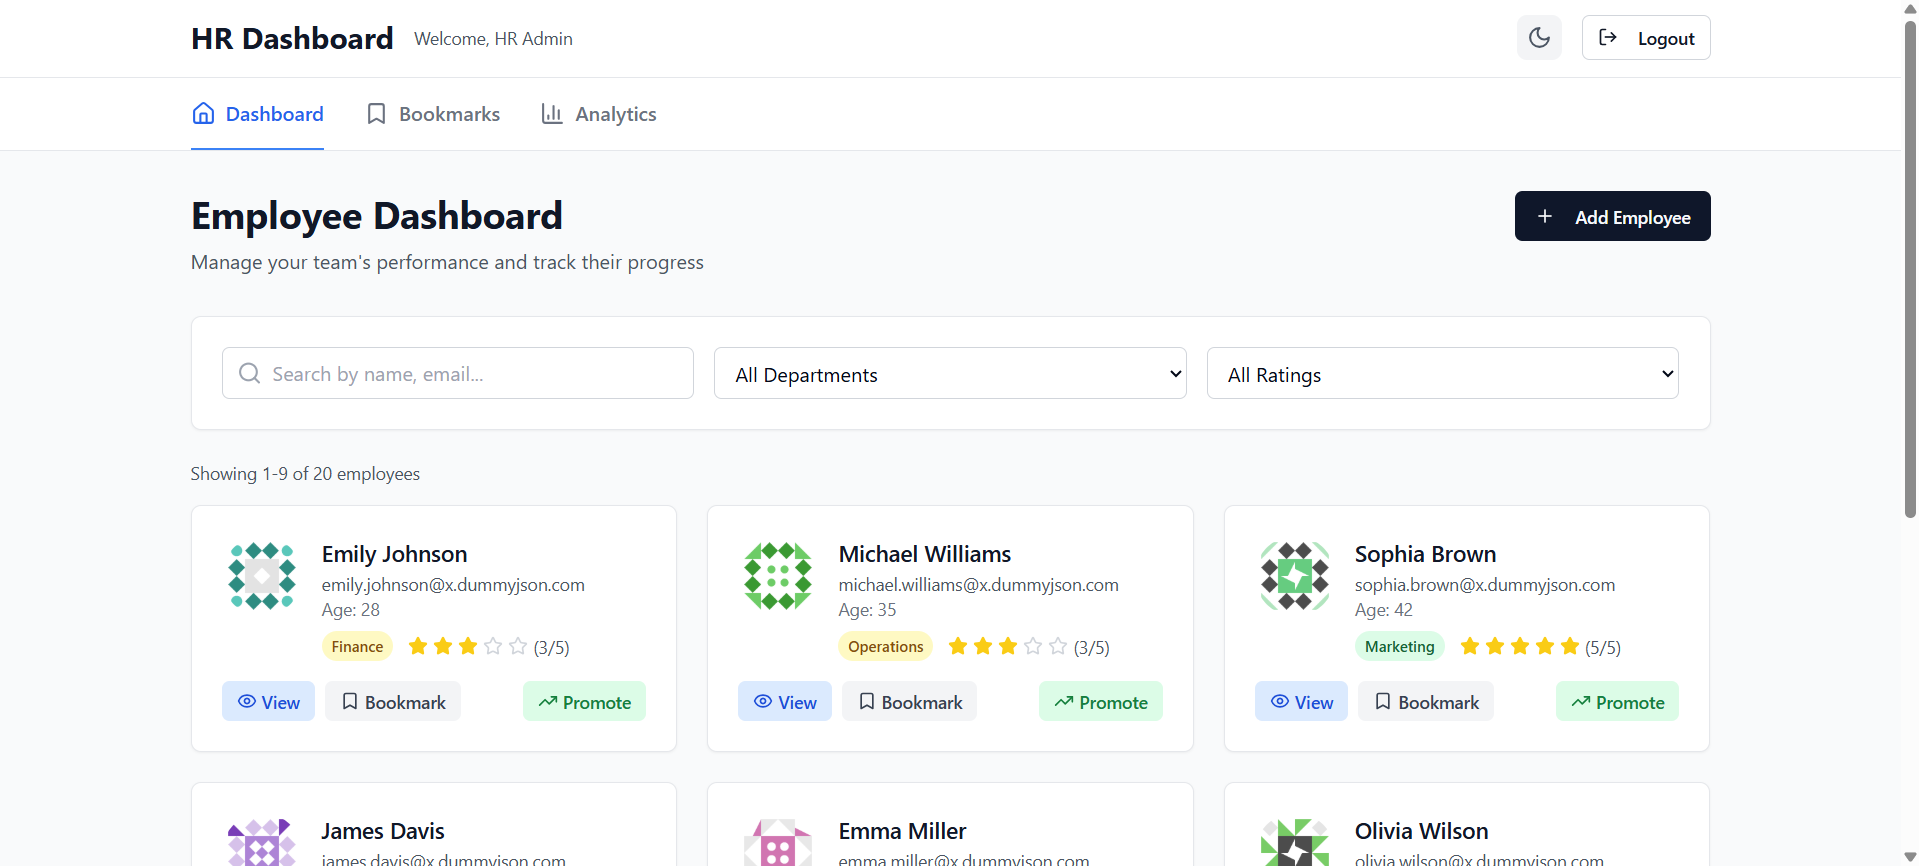 HR Dashboard Welcome, HR Admin Logout
Dashboard Bookmarks Analytics
Employee Dashboard
Add Employee
Manage your team's performance and track their progress
Search by name, email... All Departments All Ratings
Showing 1-9 of 20 employees
Emily Johnson
emily.johnson@x.dummyjson.com
Age: 28
Finance (3/5)
View Bookmark Promote
Michael Williams
michael.williams@x.dummyjson.com
Age: 35
Operations (3/5)
View Bookmark Promote
Sophia Brown
sophia.brown@x.dummyjson.com
Age: 42
Marketing (5/5)
View Bookmark Promote
James Davis
james.davis@x.dummyjson.com
Emma Miller
emma.miller@x.dummyjson.com
Olivia Wilson
olivia.wilson@x.dummyjson.com